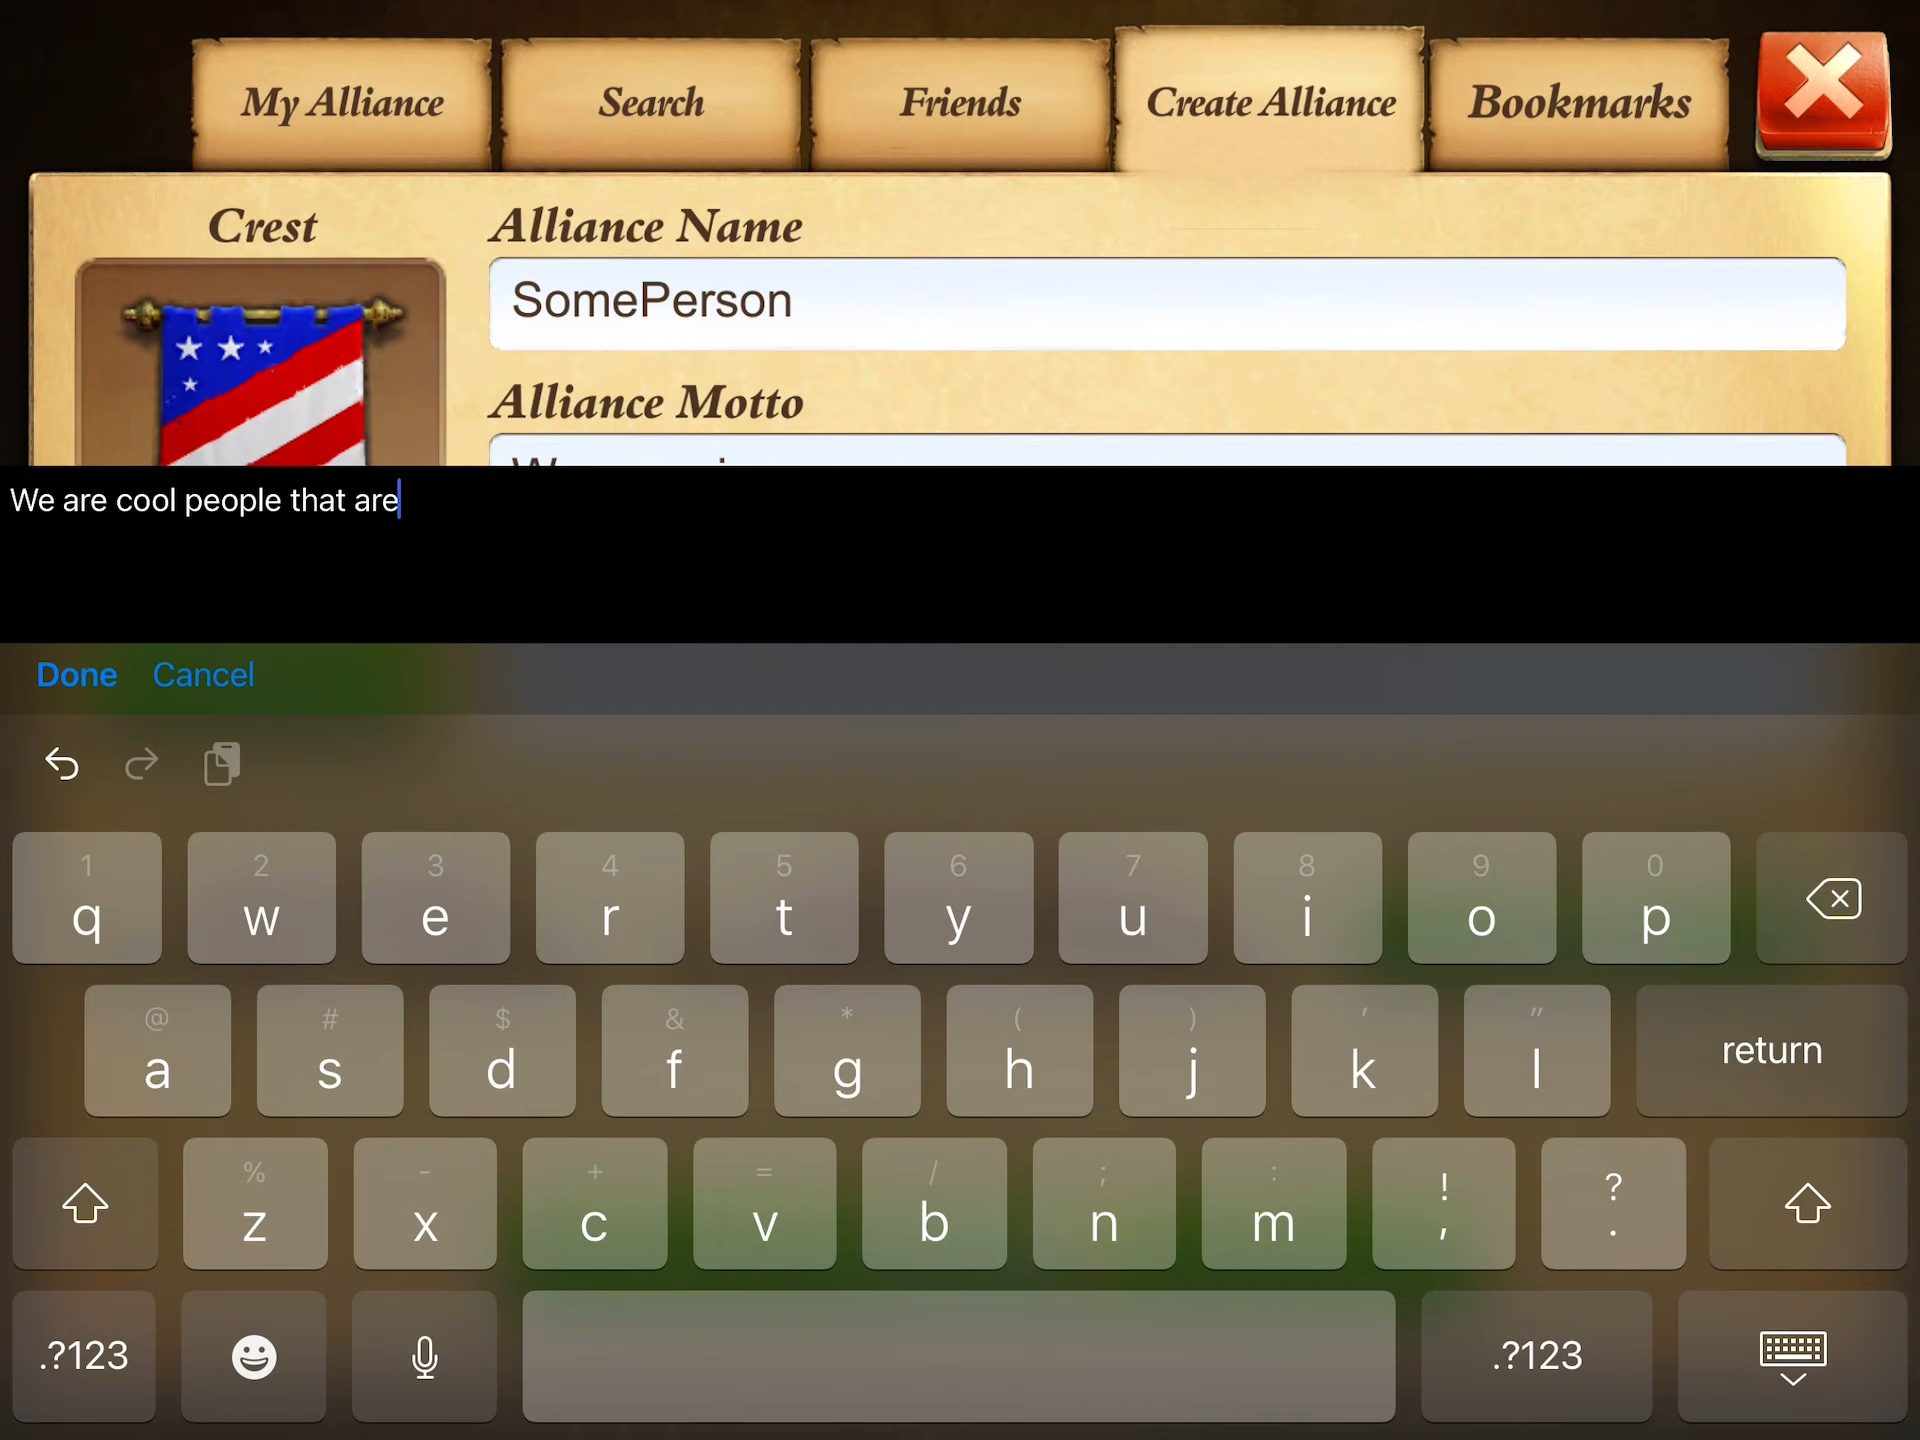 My Alliance
Search
Friends
Create Alliance
Bookmarks
Crest
Alliance Name
SomePerson
Alliance Motto
We are cool people that are
Done Cancel
1 2 3 4 5 6 7 8 9 0
q w e r t y u i o p
@ # $ & * ( ) ' "
a s d f g h j k l return
% - + = / ; : ! ?
z x c v b n m , .
.?123 .?123